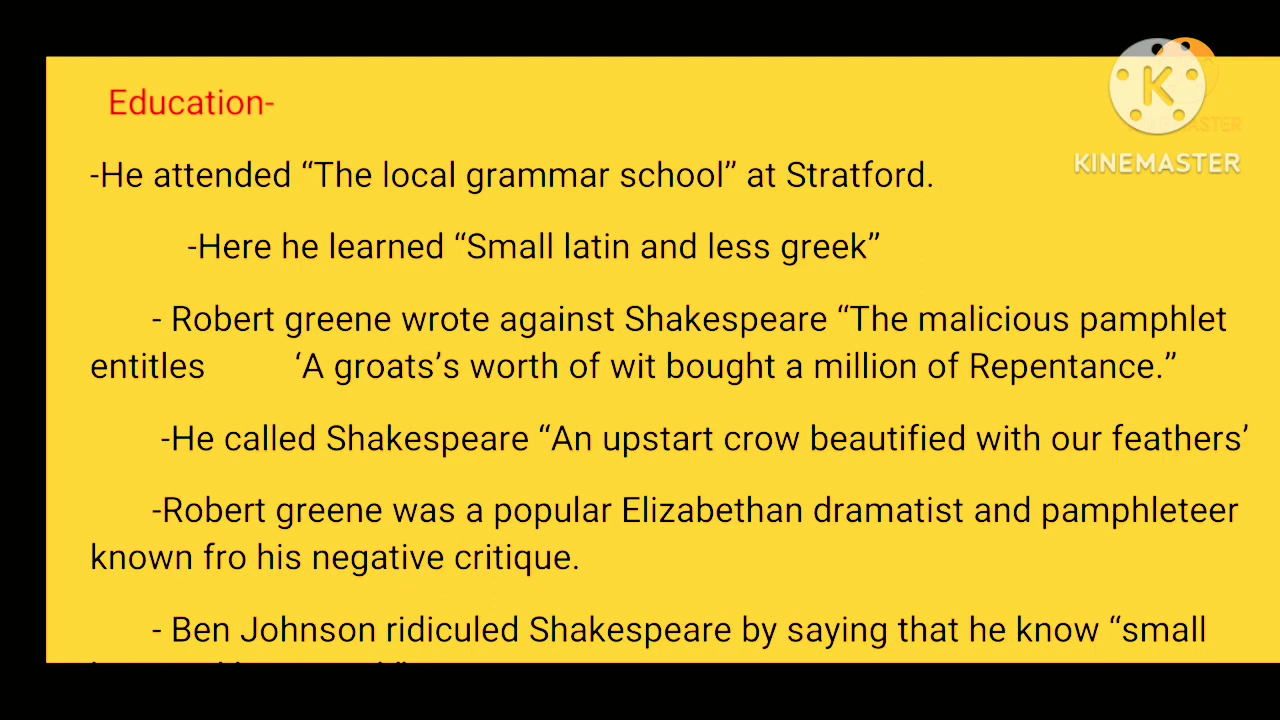 Education-
KINEMASTER
-He attended “The local grammar school” at Stratford.
-Here he learned “Small latin and less greek”
- Robert greene wrote against Shakespeare “The malicious pamphlet
entitles ‘A groats’s worth of wit bought a million of Repentance.”
-He called Shakespeare “An upstart crow beautified with our feathers’
-Robert greene was a popular Elizabethan dramatist and pamphleteer
known fro his negative critique.
- Ben Johnson ridiculed Shakespeare by saying that he know “small